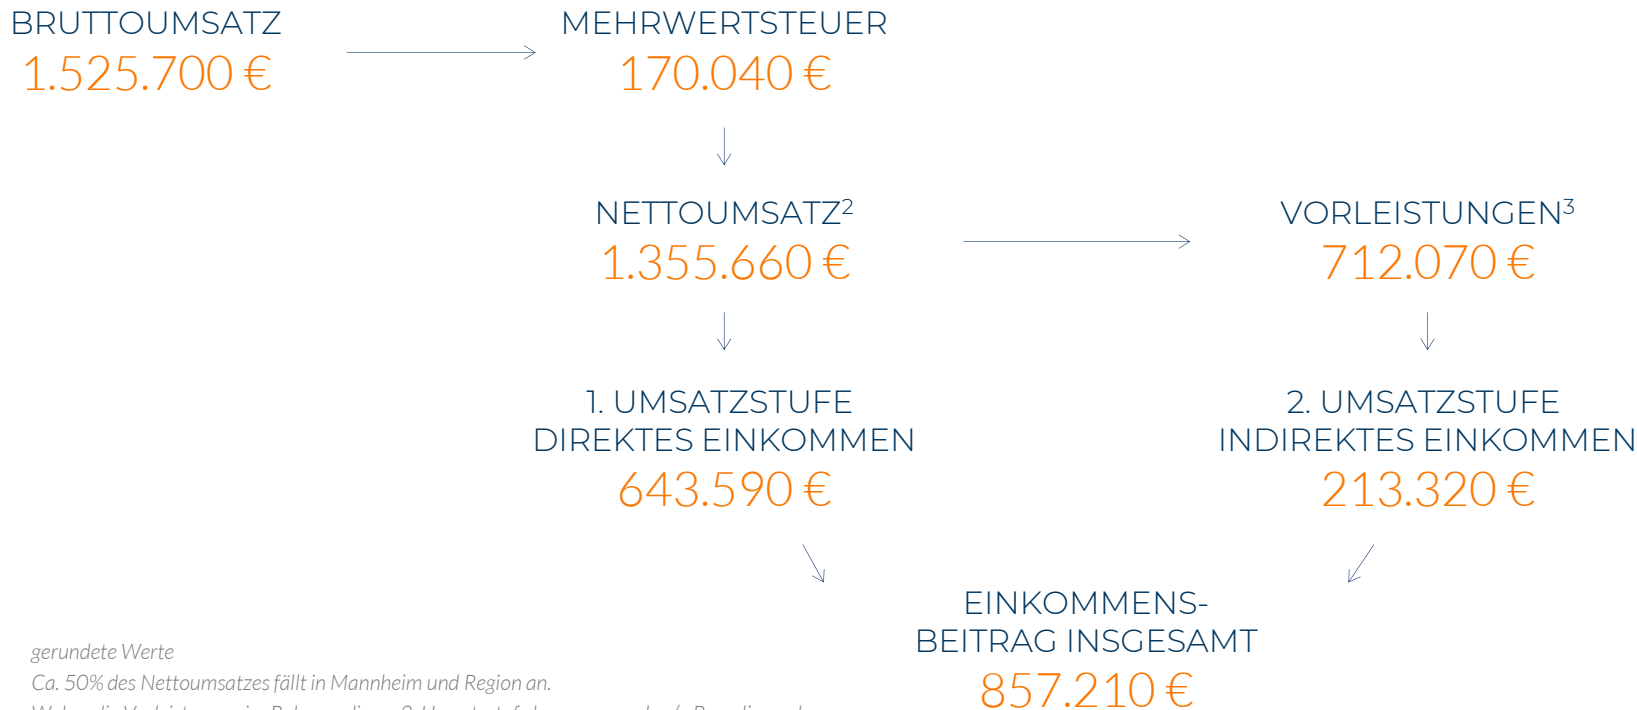 BRUTTOUMSATZ
1.525.700 €
MEHRWERTSTEUER
170.040 €
NETTOUMSATZ²
1.355.660 €
VORLEISTUNGEN³
712.070 €
1. UMSATZSTUFE
DIREKTES EINKOMMEN
643.590 €
2. UMSATZSTUFE
INDIREKTES EINKOMMEN
213.320 €
EINKOMMENS-
BEITRAG INSGESAMT
857.210 €
gerundete Werte
Ca. 50% des Nettoumsatzes fällt in Mannheim und Region an.